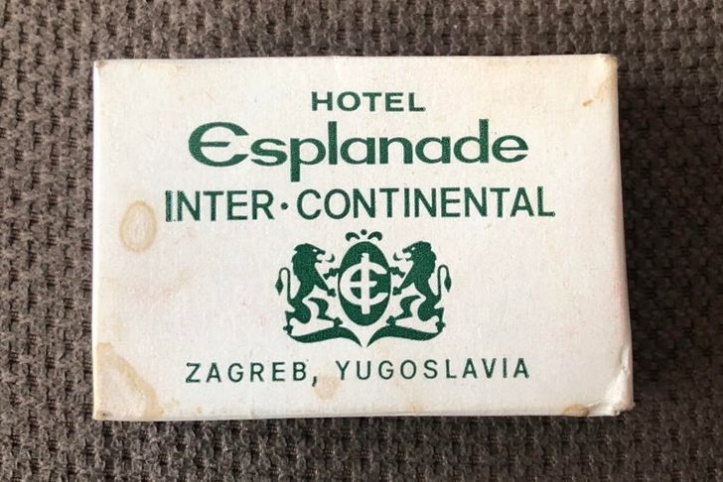 HOTEL
Esplanade
INTER·CONTINENTAL
ZAGREB, YUGOSLAVIA